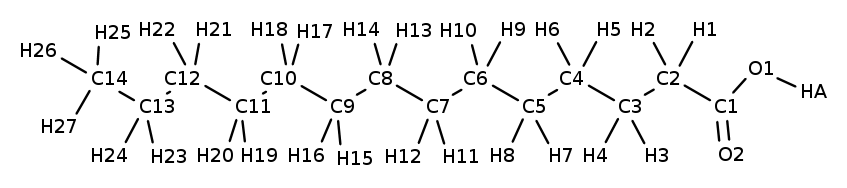 H22 H21 H18 H17 H14 H13 H10 H9 H6 H5 H2 H1
H26 H25
C14 C12 C10 C8 C6 C4 C2 O1
HA
C13 C11 C9 C7 C5 C3 C1
H27
H24 H23 H20 H19 H16 H15 H12 H11 H8 H7 H4 H3 O2